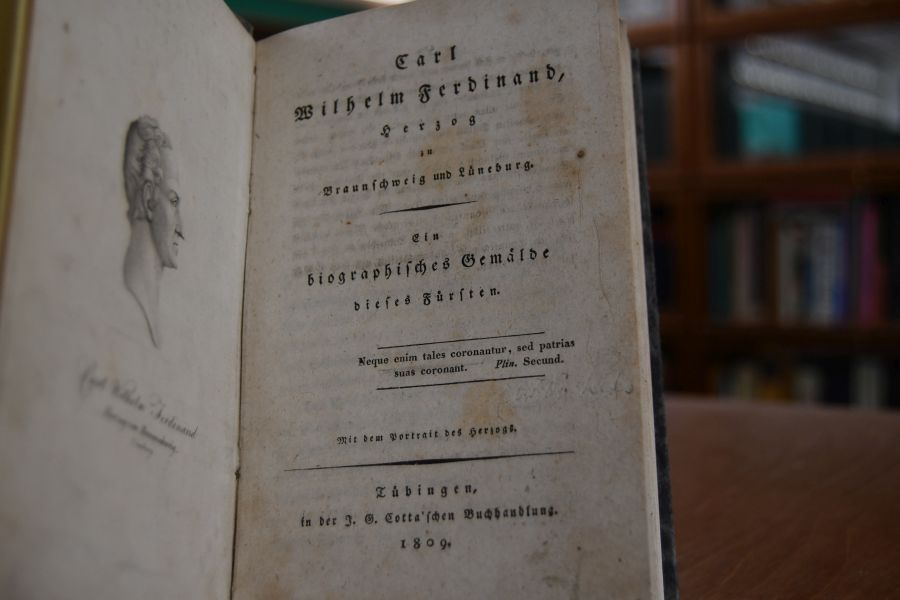 Carl Wilhelm Ferdinand
Carl
Wilhelm Ferdinand,
Herzog
zu
Braunſchweig und Lüneburg.
Ein
biographiſches Gemälde
dieſes Fürſten.
Neque enim tales coronantur, sed patrias
suas coronant. Plin. Secund.
Mit dem Portrait des Herzogs.
Tübingen,
in der J. G. Cotta'ſchen Buchhandlung.
1809.